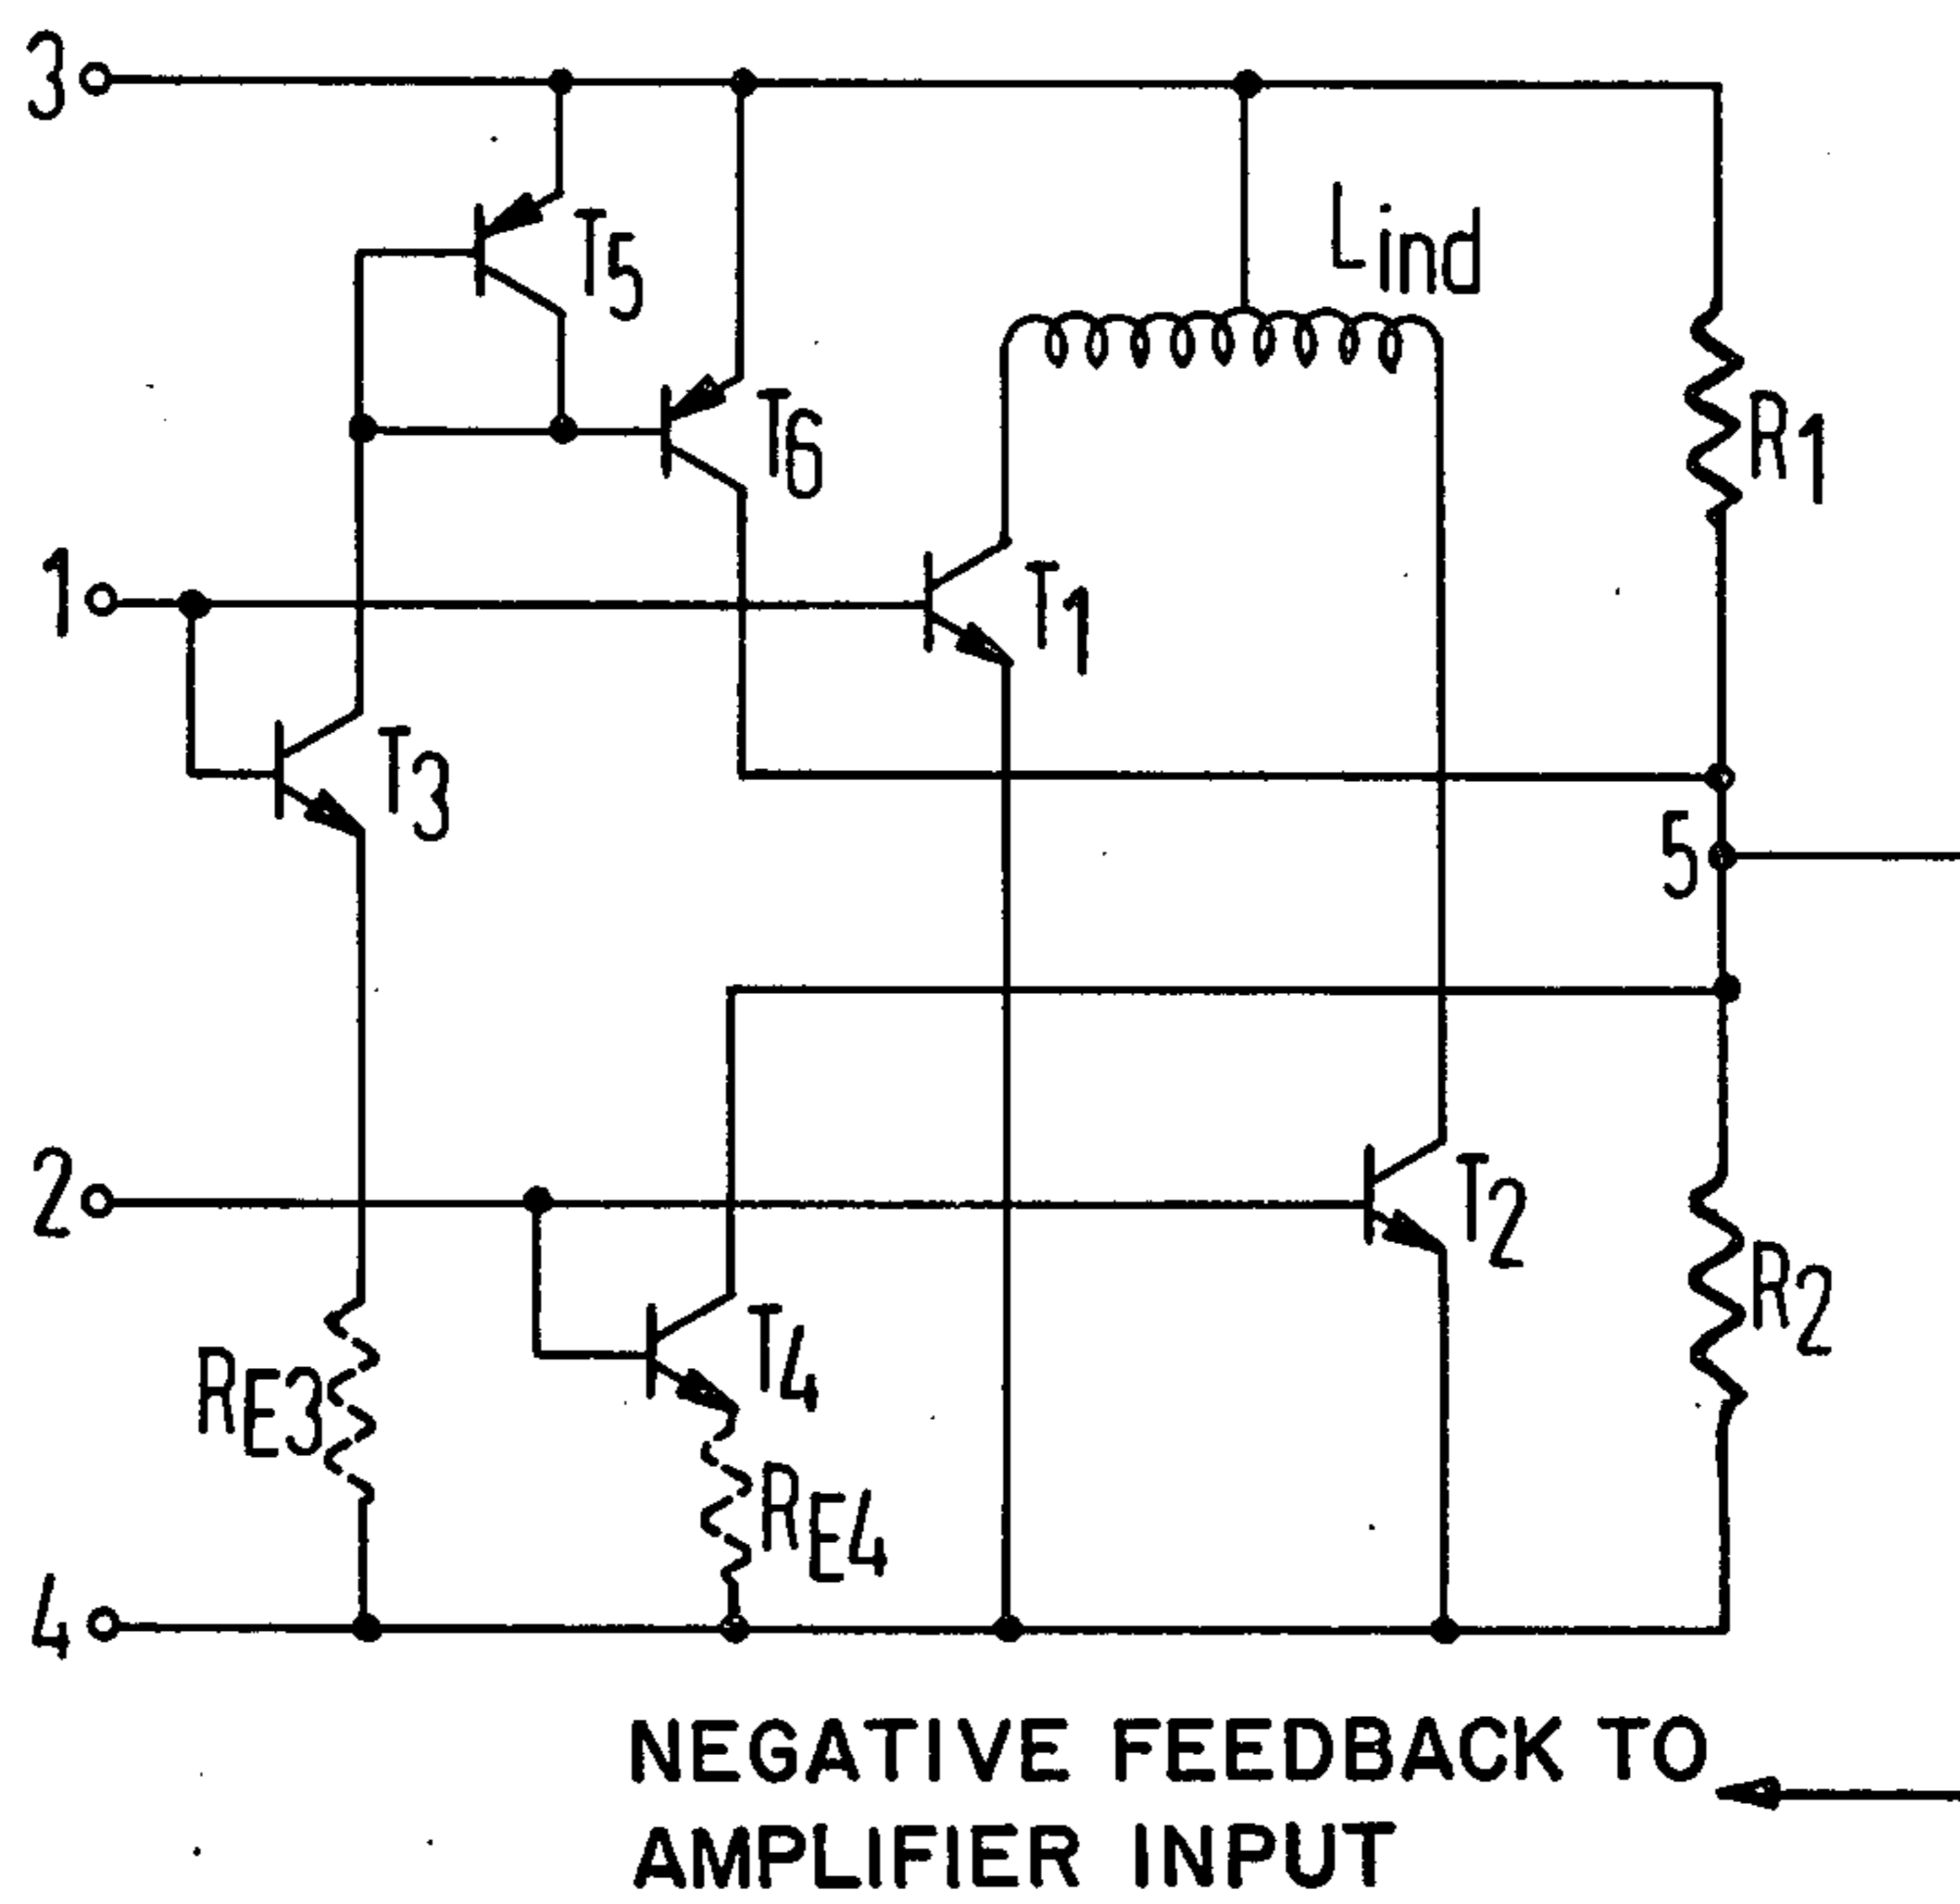 3
T5
Lind
T6
R1
1
T1
T3
5
2
T2
T4
R2
RE3
RE4
4
NEGATIVE FEEDBACK TO
AMPLIFIER INPUT